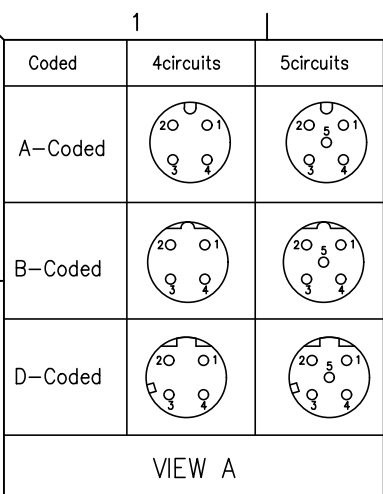 1
Coded 4circuits 5circuits
A-Coded
2 1 2 5 1
3 4 3 4
B-Coded
2 1 2 5 1
3 4 3 4
D-Coded
2 1 2 5 1
3 4 3 4
VIEW A